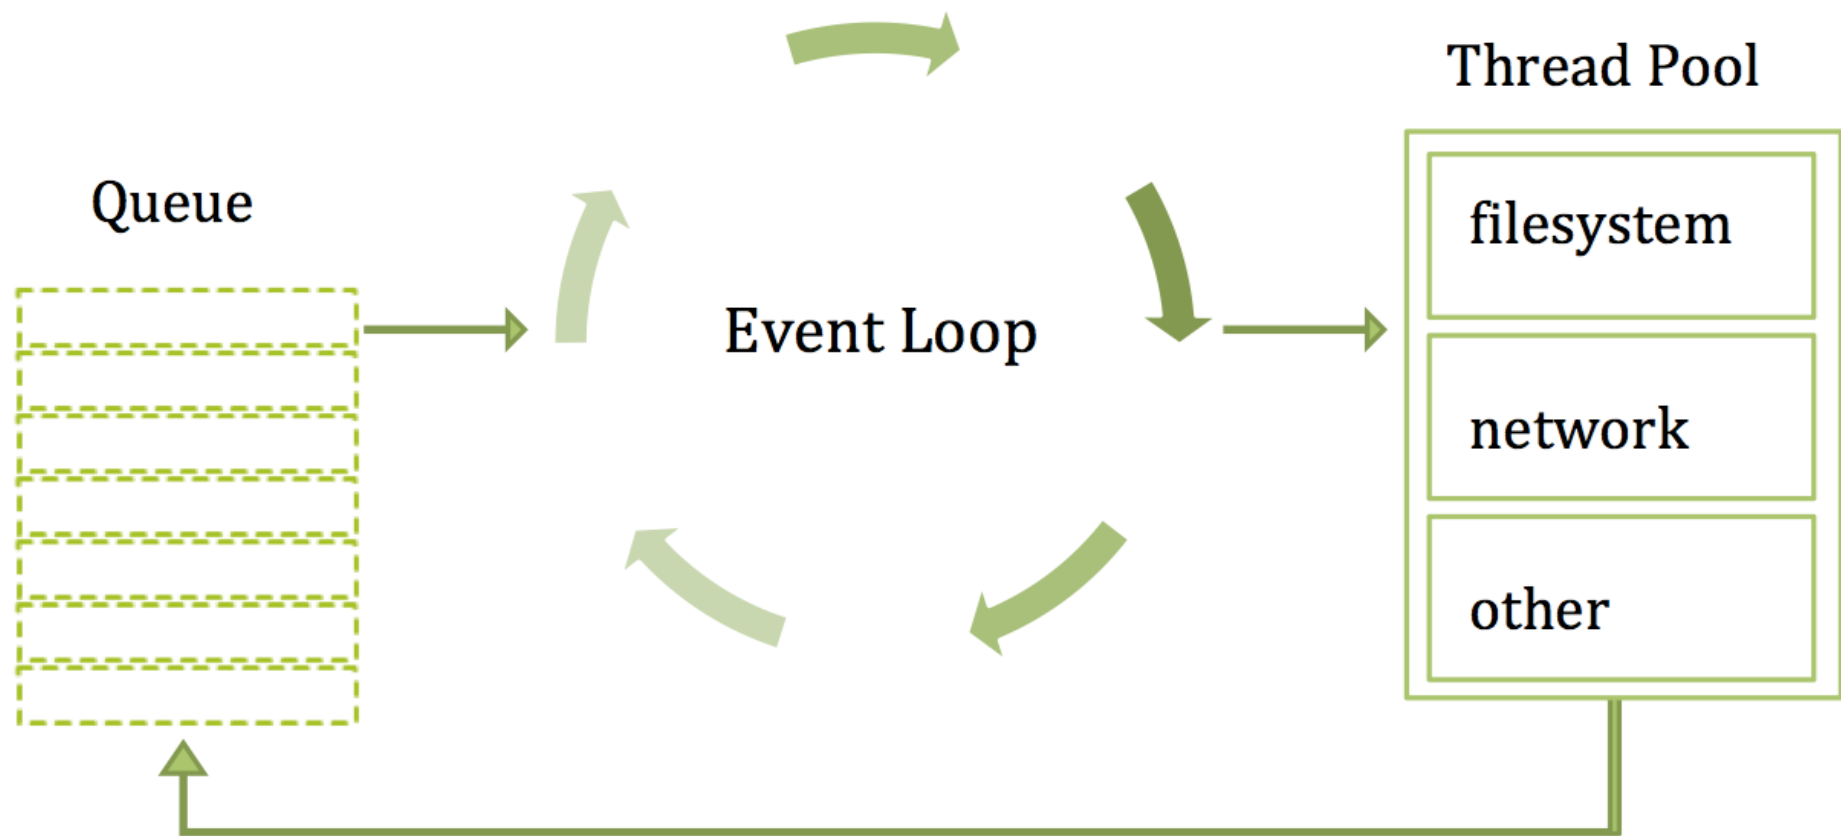 Queue
Event Loop
Thread Pool
filesystem
network
other